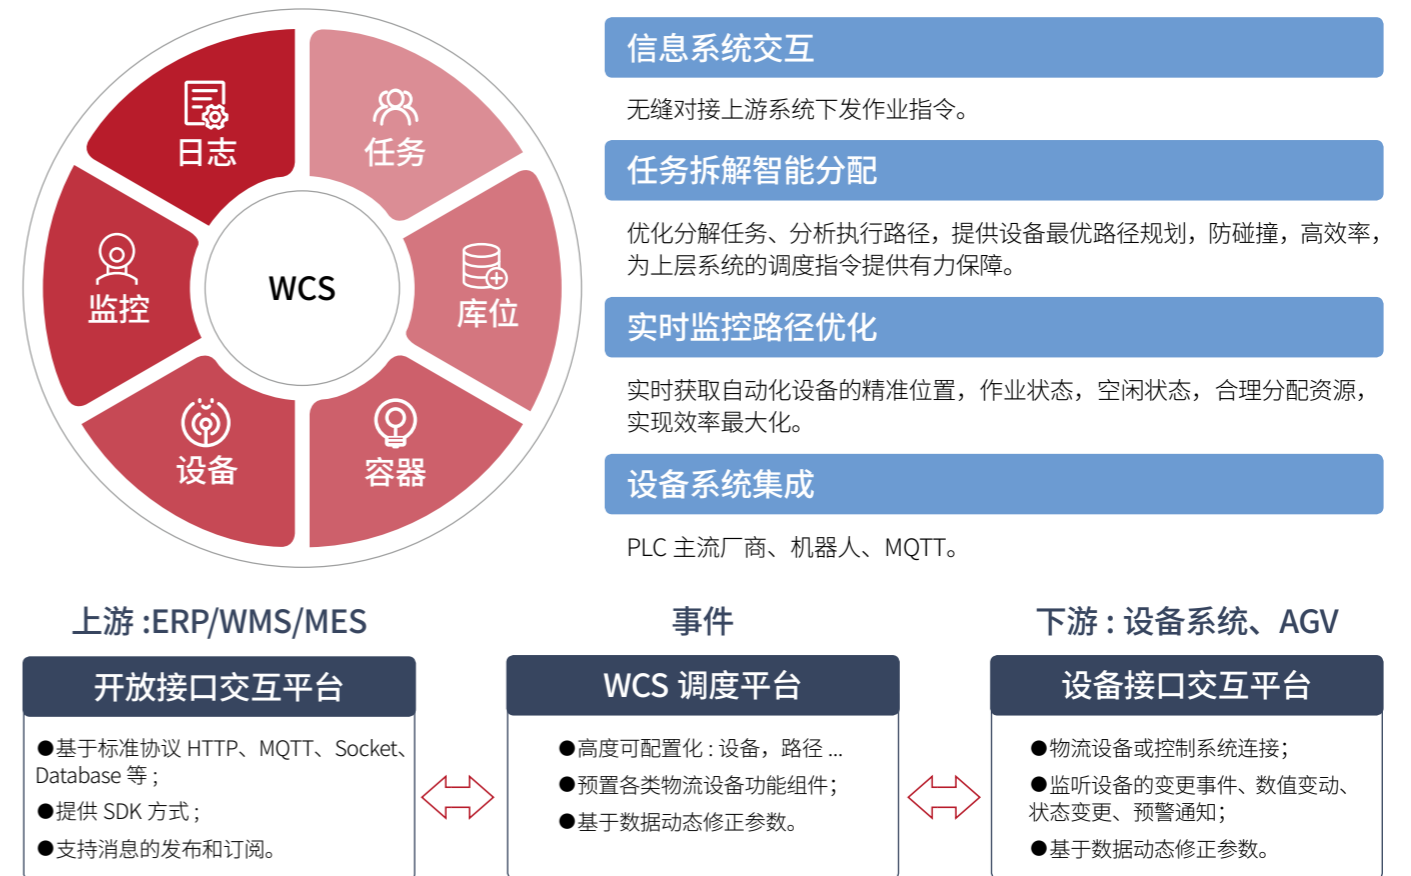 日志
任务
监控
WCS
库位
设备
容器
信息系统交互
无缝对接上游系统下发作业指令。
任务拆解智能分配
优化分解任务、分析执行路径，提供设备最优路径规划，防碰撞，高效率，
为上层系统的调度指令提供有力保障。
实时监控路径优化
实时获取自动化设备的精准位置，作业状态，空闲状态，合理分配资源，
实现效率最大化。
设备系统集成
PLC 主流厂商、机器人、MQTT。
上游 :ERP/WMS/MES
开放接口交互平台
●基于标准协议 HTTP、MQTT、Socket、
Database 等 ;
●提供 SDK 方式 ;
●支持消息的发布和订阅。
事件
WCS 调度平台
●高度可配置化 : 设备，路径 ...
●预置各类物流设备功能组件；
●基于数据动态修正参数。
下游 : 设备系统、AGV
设备接口交互平台
●物流设备或控制系统连接；
●监听设备的变更事件、数值变动、
状态变更、预警通知；
●基于数据动态修正参数。